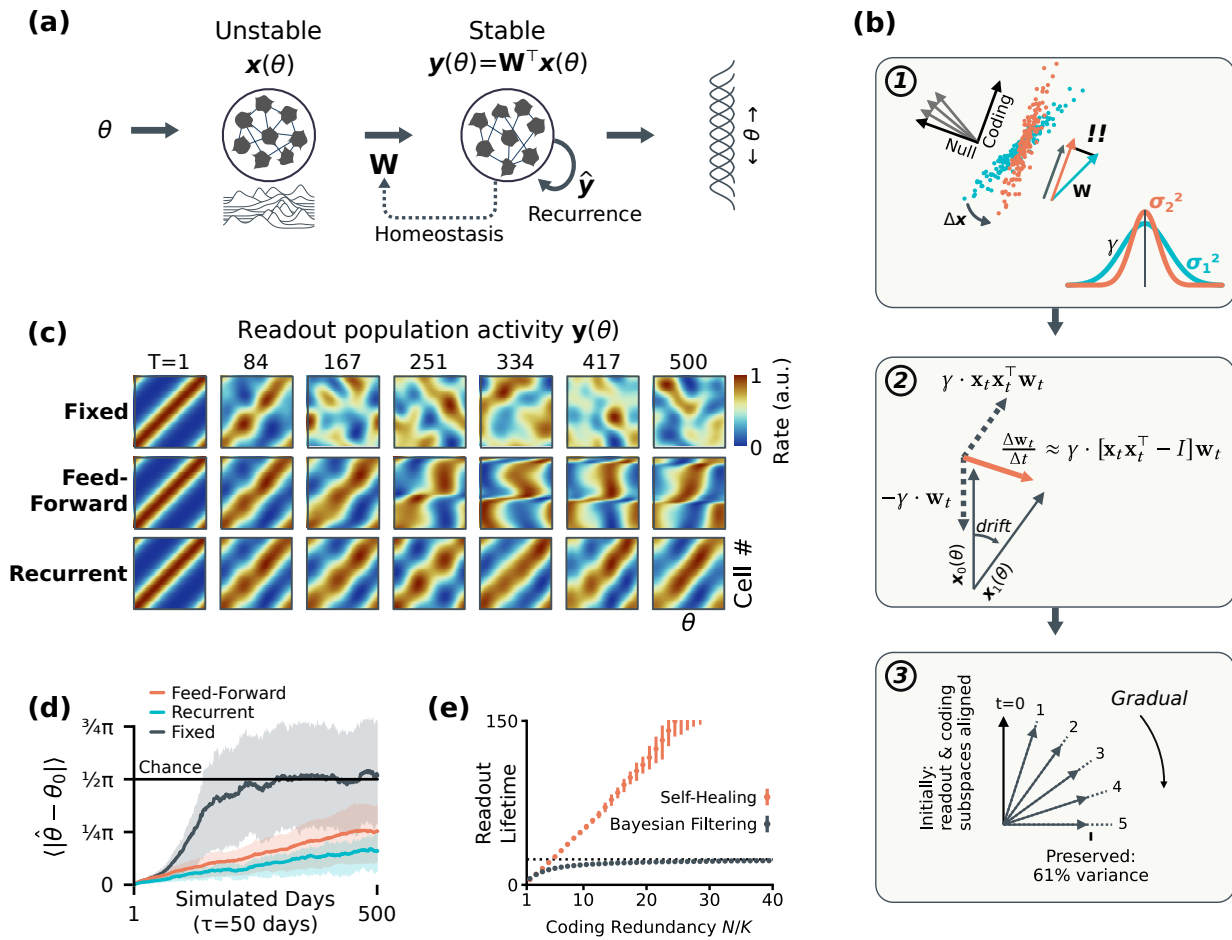 (a)
Unstable
x(θ)
Stable
y(θ)=W⊤x(θ)
θ
W
ŷ
Recurrence
Homeostasis
← θ →
(b)
1
Coding
Null
!!
w
Δx
γ
σ₂²
σ₁²
2
γ · xₜxₜ⊤wₜ
Δwₜ/Δt ≈ γ · [xₜxₜ⊤ − I]wₜ
−γ · wₜ
drift
x₀(θ)
x₁(θ)
3
Initially:
readout & coding
subspaces aligned
t=0
1
2
3
4
5
Gradual
Preserved:
61% variance
(c)
Readout population activity y(θ)
T=1 84 167 251 334 417 500
Fixed
Feed-
Forward
Recurrent
1
0
Rate (a.u.)
Cell #
θ
(d)
Feed-Forward
Recurrent
Fixed
Chance
⟨|θ̂ − θ₀|⟩
¾π
½π
¼π
0
1
500
Simulated Days
(τ=50 days)
(e)
Readout
Lifetime
150
0
Self-Healing
Bayesian Filtering
1 10 20 30 40
Coding Redundancy N/K